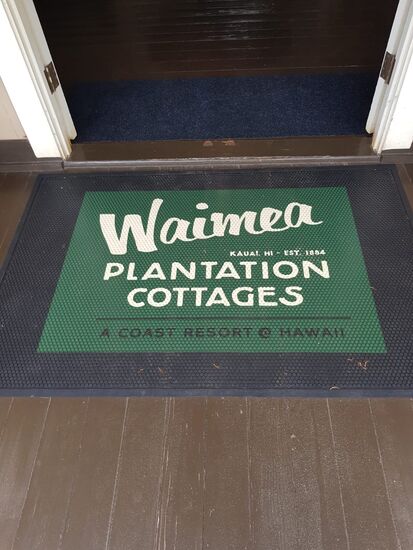 Waimea
KAUAI, HI - EST. 1884
PLANTATION
COTTAGES
A COAST RESORT @ HAWAII